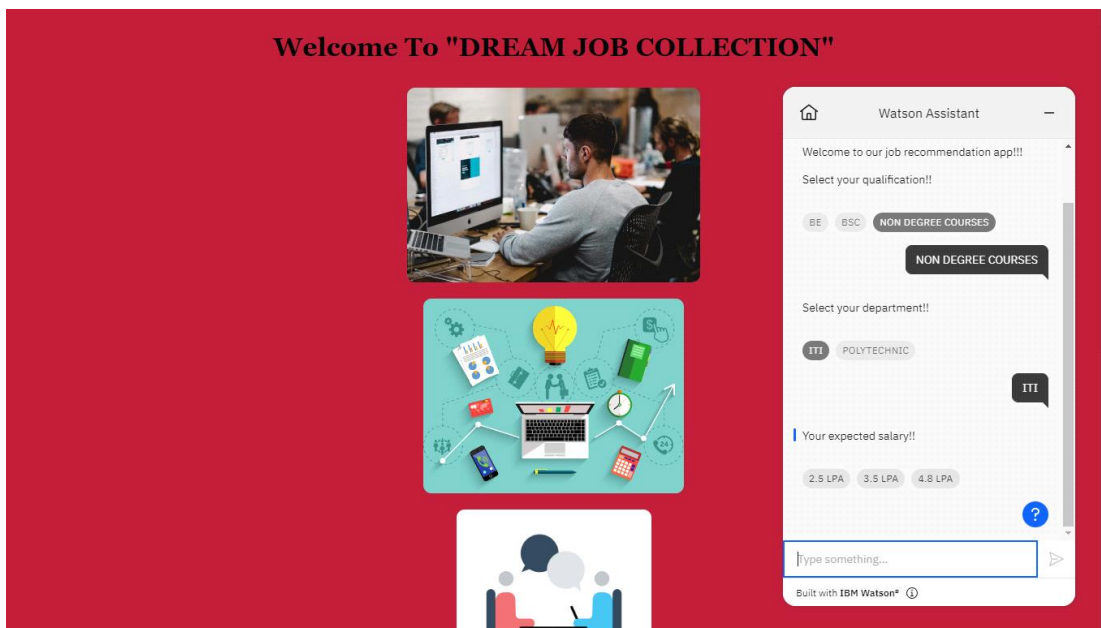 Welcome To "DREAM JOB COLLECTION"
Watson Assistant
Welcome to our job recommendation app!!!
Select your qualification!!
BE BSC NON DEGREE COURSES
NON DEGREE COURSES
Select your department!!
ITI POLYTECHNIC
ITI
Your expected salary!!
2.5 LPA 3.5 LPA 4.8 LPA
?
Type something...
Built with IBM Watson® i
$
24